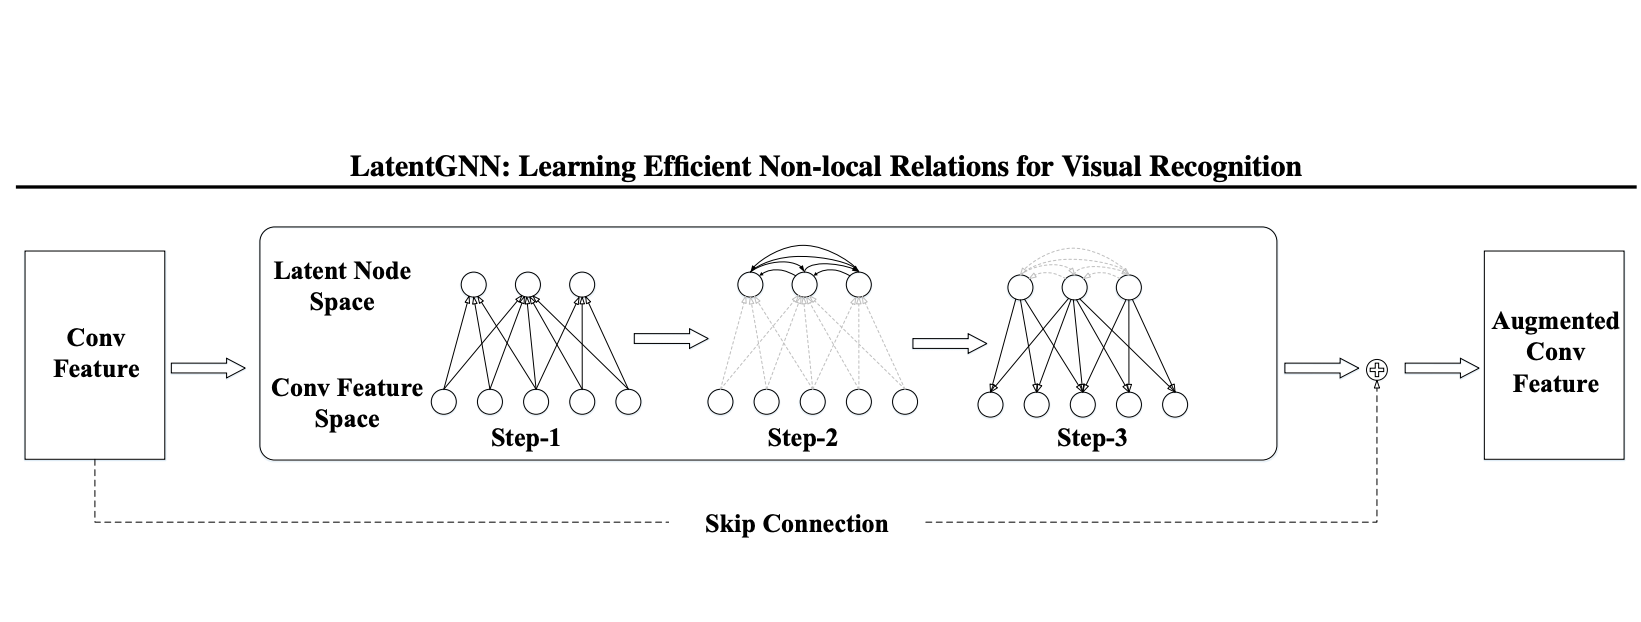 LatentGNN: Learning Efficient Non-local Relations for Visual Recognition
Conv
Feature
Latent Node
Space
Conv Feature
Space
Step-1
Step-2
Step-3
Augmented
Conv
Feature
Skip Connection